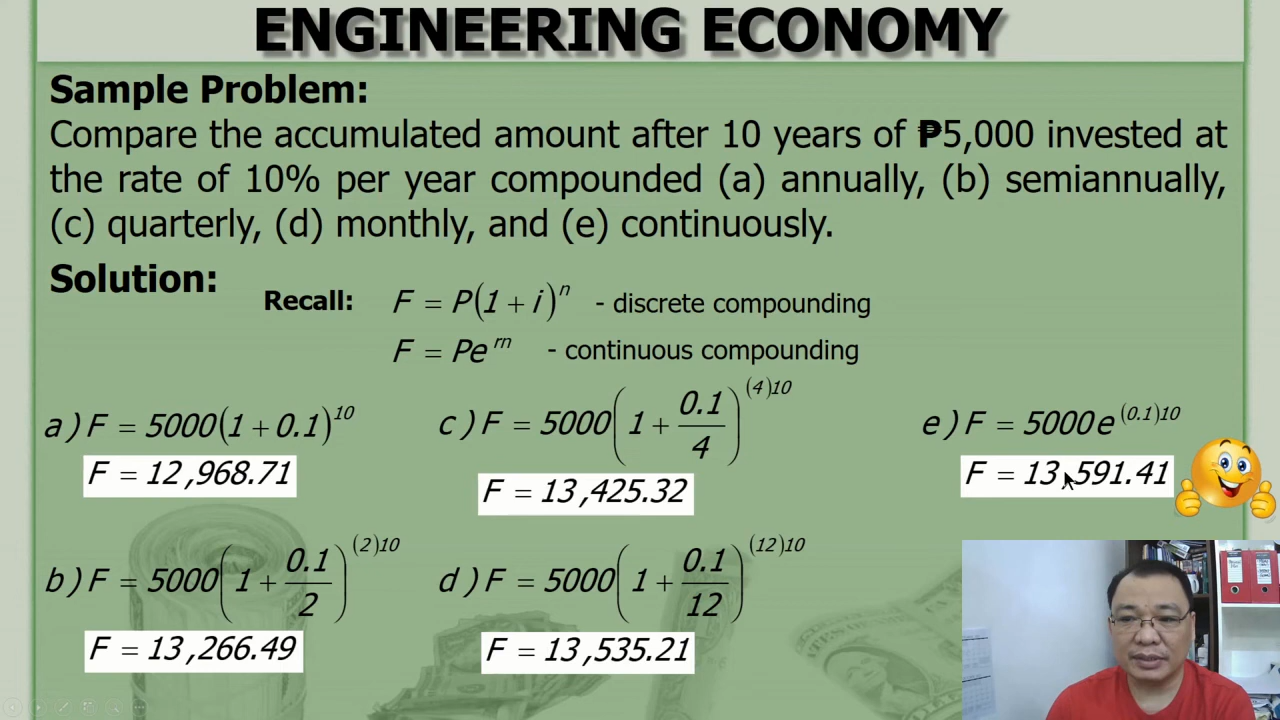 ENGINEERING ECONOMY
Sample Problem:
Compare the accumulated amount after 10 years of ₱5,000 invested at
the rate of 10% per year compounded (a) annually, (b) semiannually,
(c) quarterly, (d) monthly, and (e) continuously.
Solution:
Recall: F = P(1 + i)^n - discrete compounding
F = Pe^rn - continuous compounding
a) F = 5000(1 + 0.1)^10
F = 12,968.71
b) F = 5000(1 + 0.1/2)^(2)10
F = 13,266.49
c) F = 5000(1 + 0.1/4)^(4)10
F = 13,425.32
d) F = 5000(1 + 0.1/12)^(12)10
F = 13,535.21
e) F = 5000e^(0.1)10
F = 13,591.41